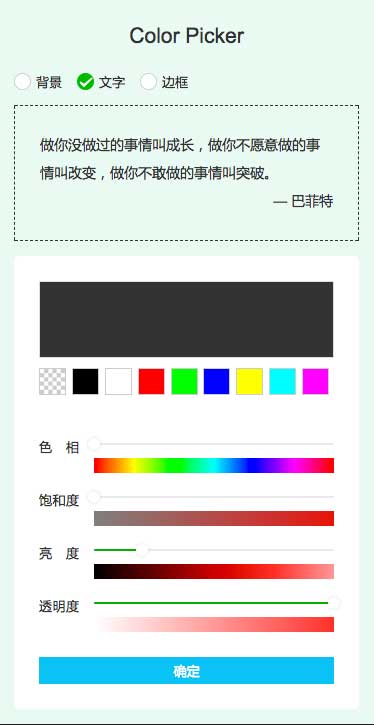 Color Picker
背景 文字 边框
做你没做过的事情叫成长，做你不愿意做的事
情叫改变，做你不敢做的事情叫突破。
— 巴菲特
色 相
饱和度
亮 度
透明度
确定